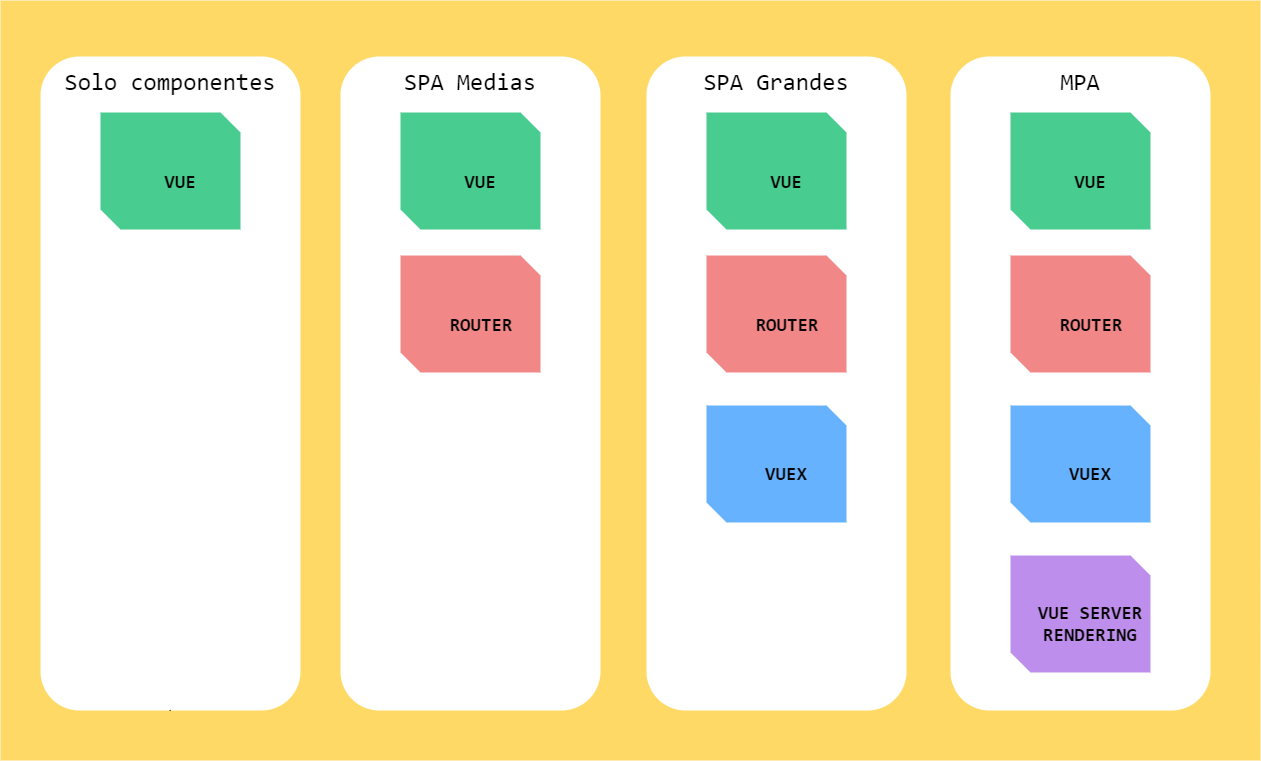 Solo componentes
VUE
SPA Medias
VUE
ROUTER
SPA Grandes
VUE
ROUTER
VUEX
MPA
VUE
ROUTER
VUEX
VUE SERVER
RENDERING